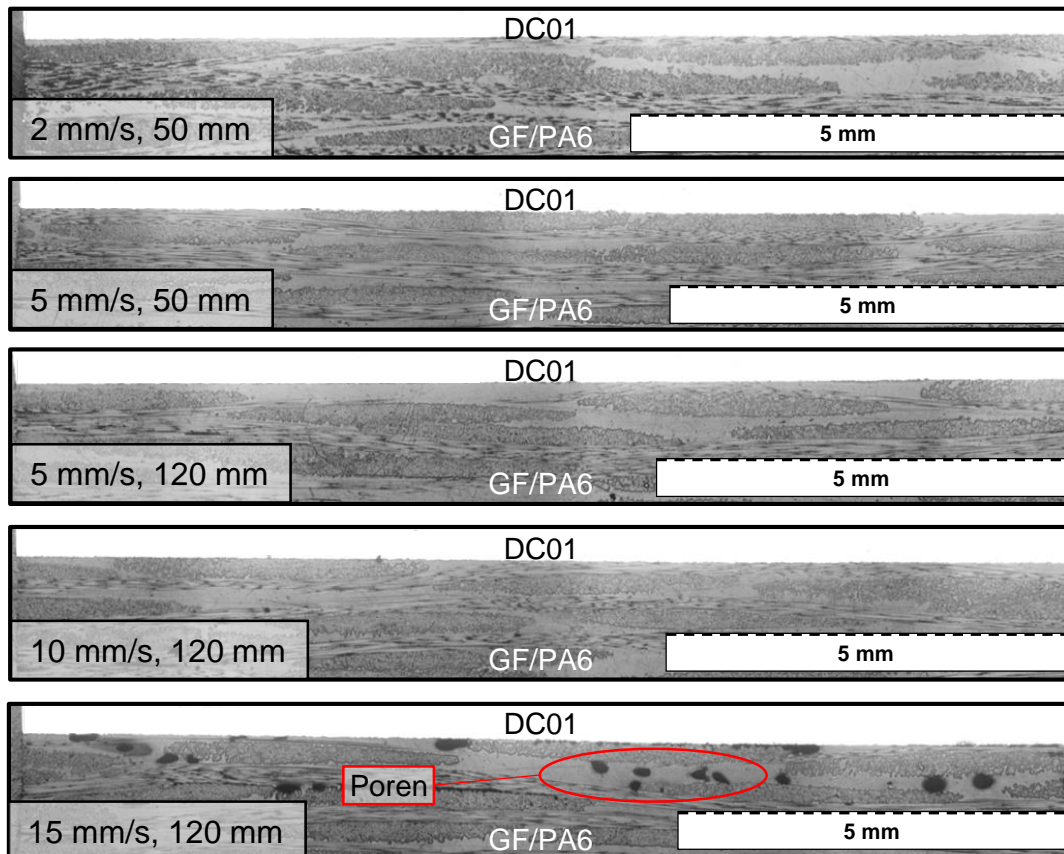 DC01
2 mm/s, 50 mm
GF/PA6
5 mm
DC01
5 mm/s, 50 mm
GF/PA6
5 mm
DC01
5 mm/s, 120 mm
GF/PA6
5 mm
DC01
10 mm/s, 120 mm
GF/PA6
5 mm
DC01
Poren
15 mm/s, 120 mm
GF/PA6
5 mm